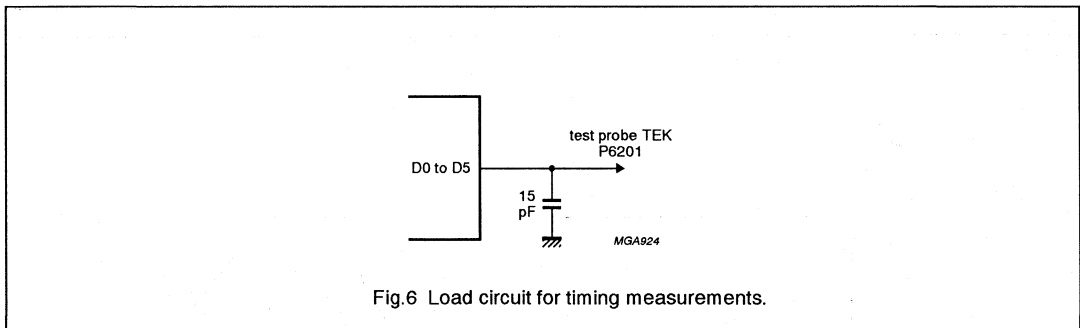 test probe TEK
P6201
D0 to D5
15
pF
MGA924
Fig.6 Load circuit for timing measurements.